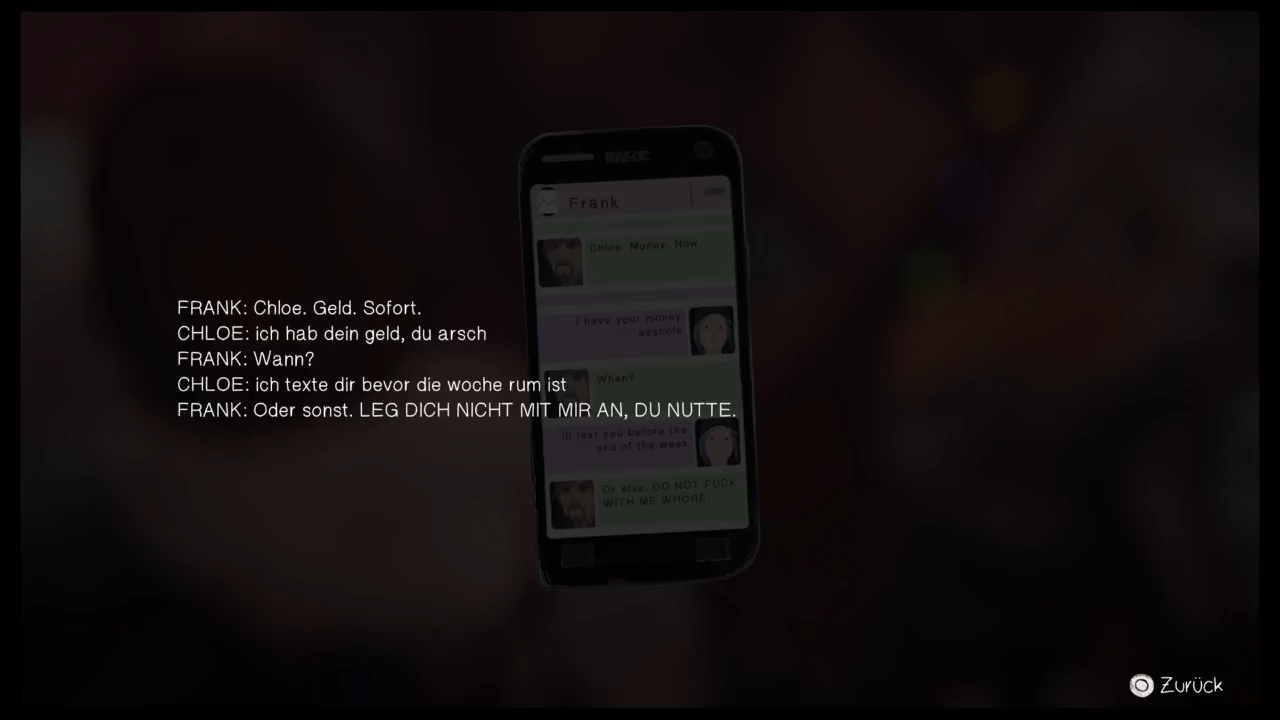 Frank
Chloe. Money. Now.
I have your money
asshole
When?
Ill text you before the
end of the week
Or else. DO NOT FUCK
WITH ME WHORE.
FRANK: Chloe. Geld. Sofort.
CHLOE: ich hab dein geld, du arsch
FRANK: Wann?
CHLOE: ich texte dir bevor die woche rum ist
FRANK: Oder sonst. LEG DICH NICHT MIT MIR AN, DU NUTTE.
Zurück